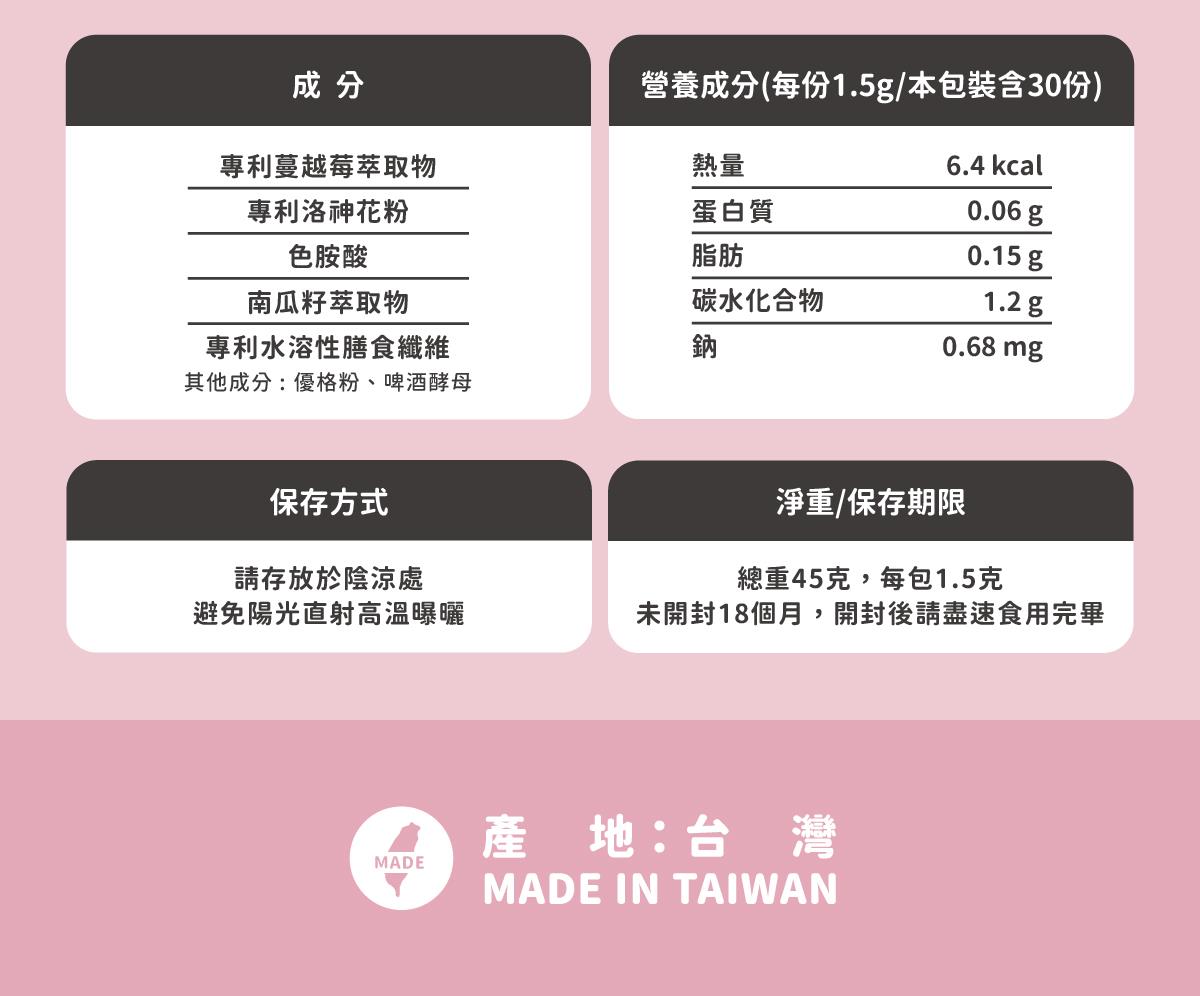 成 分
專利蔓越莓萃取物
專利洛神花粉
色胺酸
南瓜籽萃取物
專利水溶性膳食纖維
其他成分：優格粉、啤酒酵母
營養成分(每份1.5g/本包裝含30份)
熱量 6.4 kcal
蛋白質 0.06 g
脂肪 0.15 g
碳水化合物 1.2 g
鈉 0.68 mg
保存方式
請存放於陰涼處
避免陽光直射高溫曝曬
淨重/保存期限
總重45克，每包1.5克
未開封18個月，開封後請盡速食用完畢
MADE
產 地：台 灣
MADE IN TAIWAN